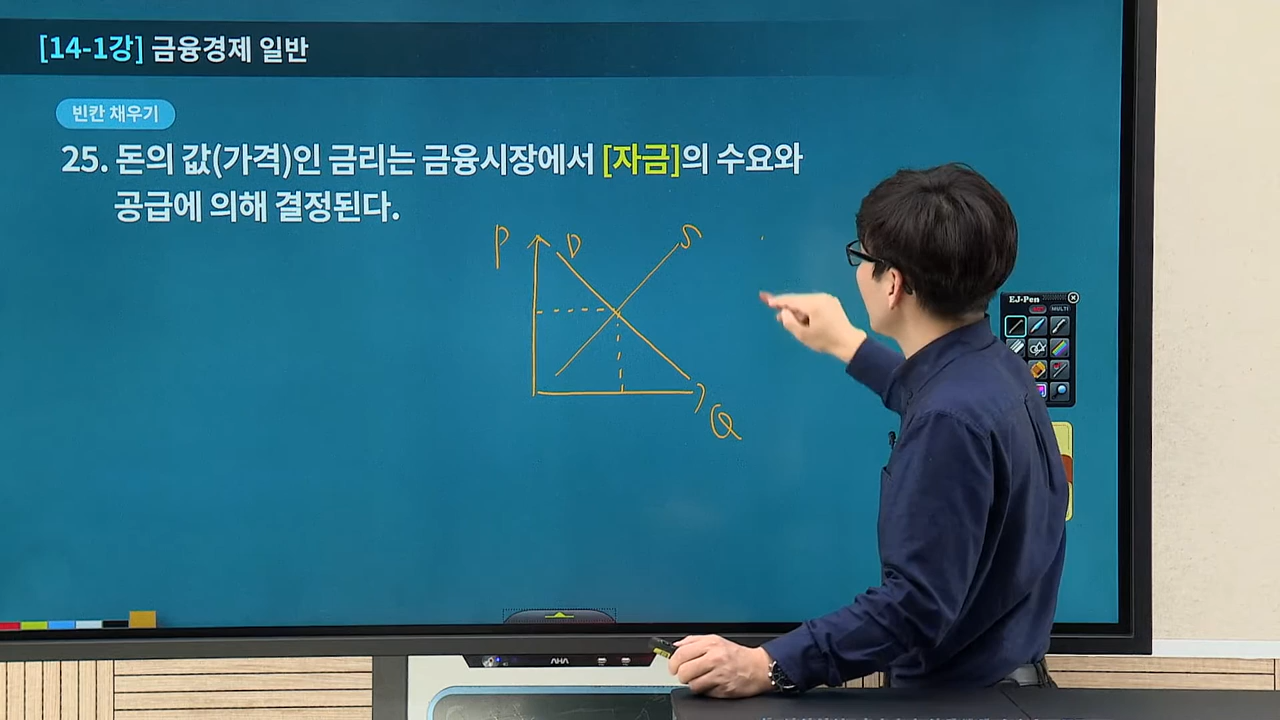 [14-1강] 금융경제 일반
빈칸 채우기
25. 돈의 값(가격)인 금리는 금융시장에서 [자금]의 수요와
공급에 의해 결정된다.
P
D
S
Q
EJ-Pen
MULTI
AHA